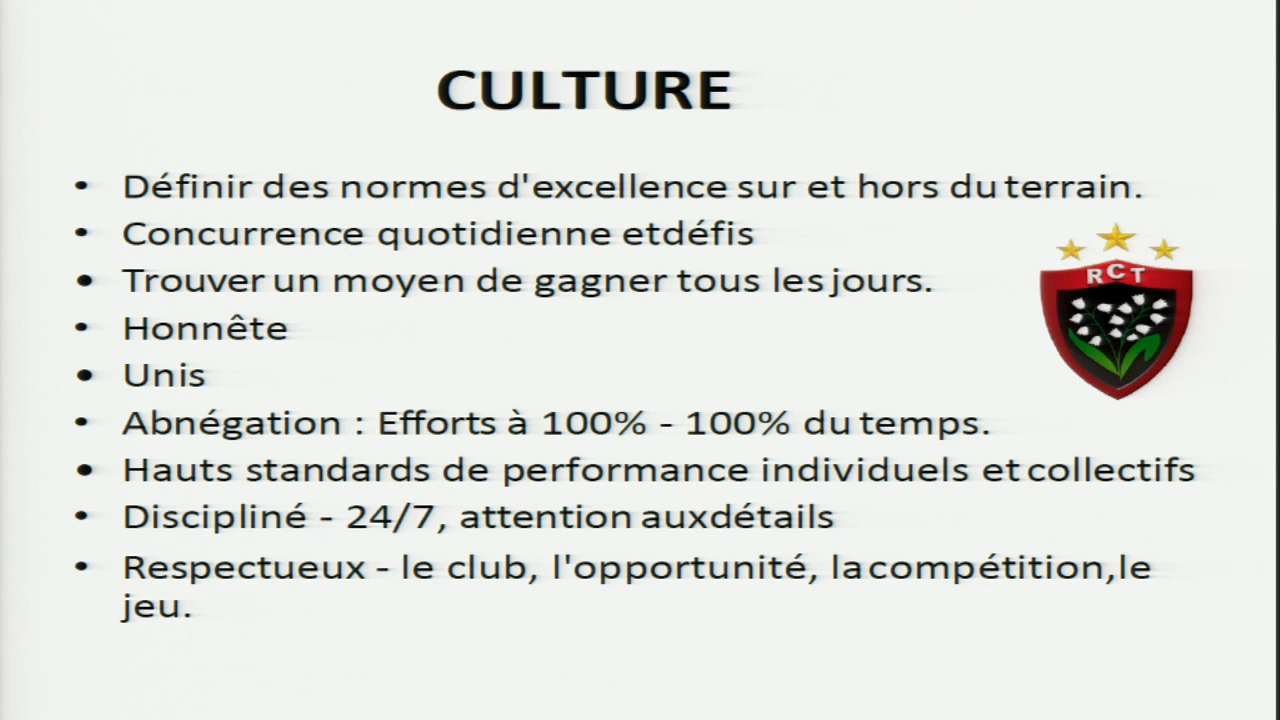 CULTURE
• Définir des normes d'excellence sur et hors du terrain.
• Concurrence quotidienne etdéfis
• Trouver un moyen de gagner tous les jours.
RCT
• Honnête
• Unis
• Abnégation : Efforts à 100% - 100% du temps.
• Hauts standards de performance individuels et collectifs
• Discipliné - 24/7, attention auxdétails
• Respectueux - le club, l'opportunité, la compétition,le
jeu.